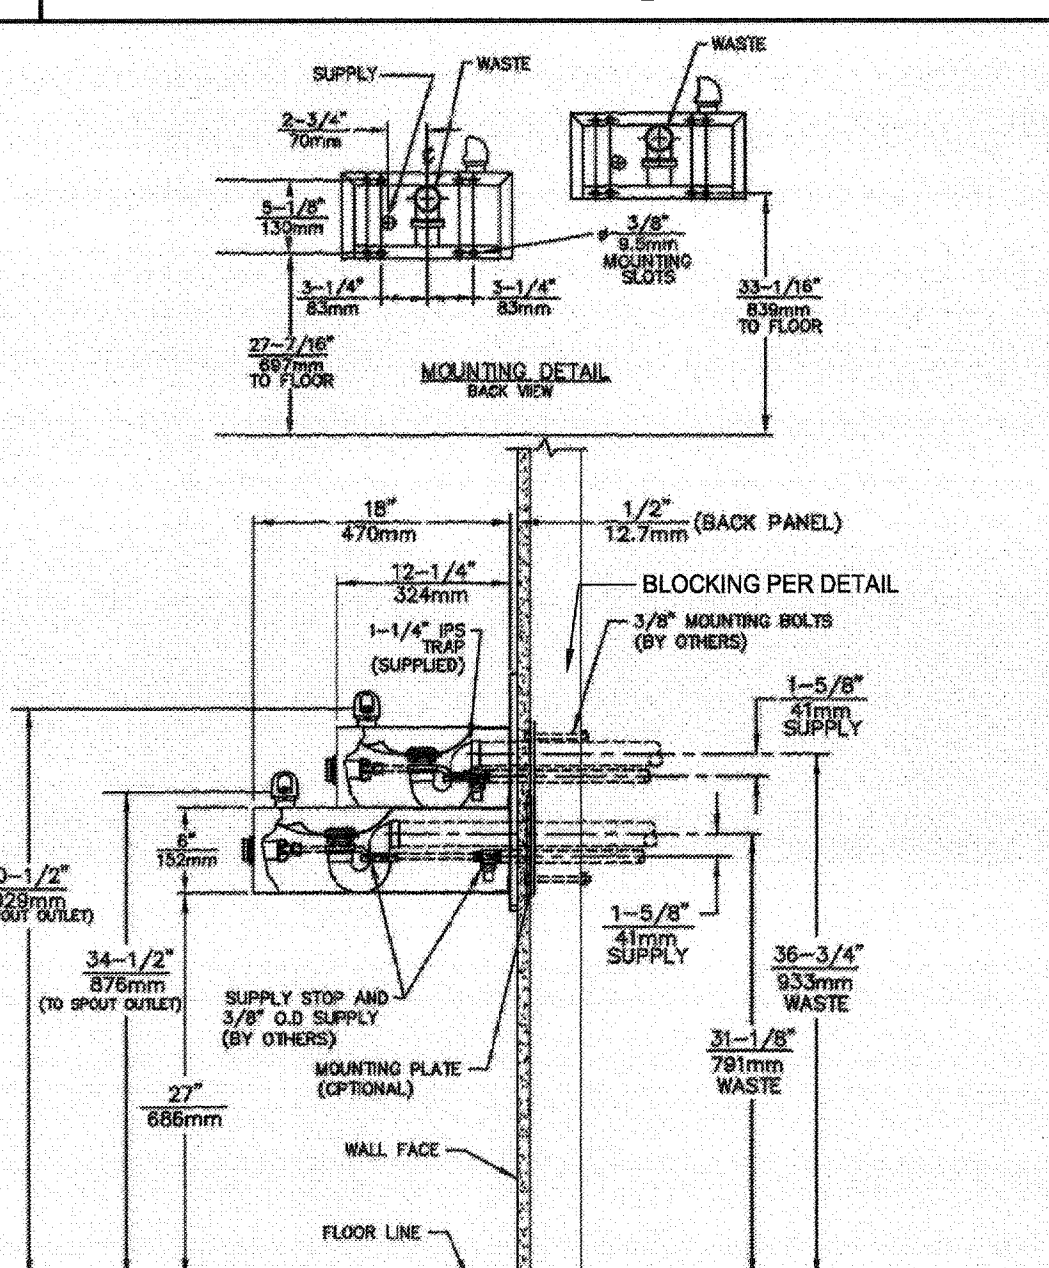 WASTE
WASTE
SUPPLY
2-3/4"
70mm
5-1/8"
130mm
3/8"
9.5mm
MOUNTING
SLOTS
3-1/4"
83mm
3-1/4"
83mm
33-1/16"
839mm
TO FLOOR
27-7/16"
697mm
TO FLOOR
MOUNTING DETAIL
BACK VIEW
18"
470mm
1/2"
12.7mm
(BACK PANEL)
12-1/4"
324mm
BLOCKING PER DETAIL
1-1/4" IPS
TRAP
(SUPPLIED)
3/8" MOUNTING BOLTS
(BY OTHERS)
1-5/8"
41mm
SUPPLY
6"
152mm
0-1/2"
029mm
OUT OUTLET)
1-5/8"
41mm
SUPPLY
34-1/2"
876mm
(TO SPOUT OUTLET)
36-3/4"
933mm
WASTE
SUPPLY STOP AND
3/8" O.D SUPPLY
(BY OTHERS)
31-1/8"
791mm
WASTE
MOUNTING PLATE
(OPTIONAL)
27"
686mm
WALL FACE
FLOOR LINE